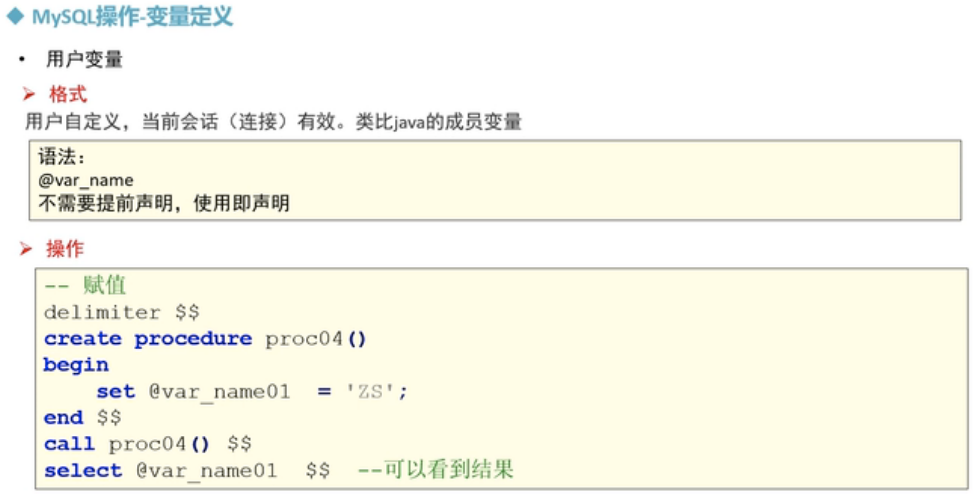 ◆ MySQL操作-变量定义
• 用户变量
➢ 格式
用户自定义，当前会话（连接）有效。类比java的成员变量
语法：
@var_name
不需要提前声明，使用即声明
➢ 操作
-- 赋值
delimiter $$
create procedure proc04()
begin
    set @var_name01  = 'ZS';
end $$
call proc04() $$
select @var_name01  $$  --可以看到结果